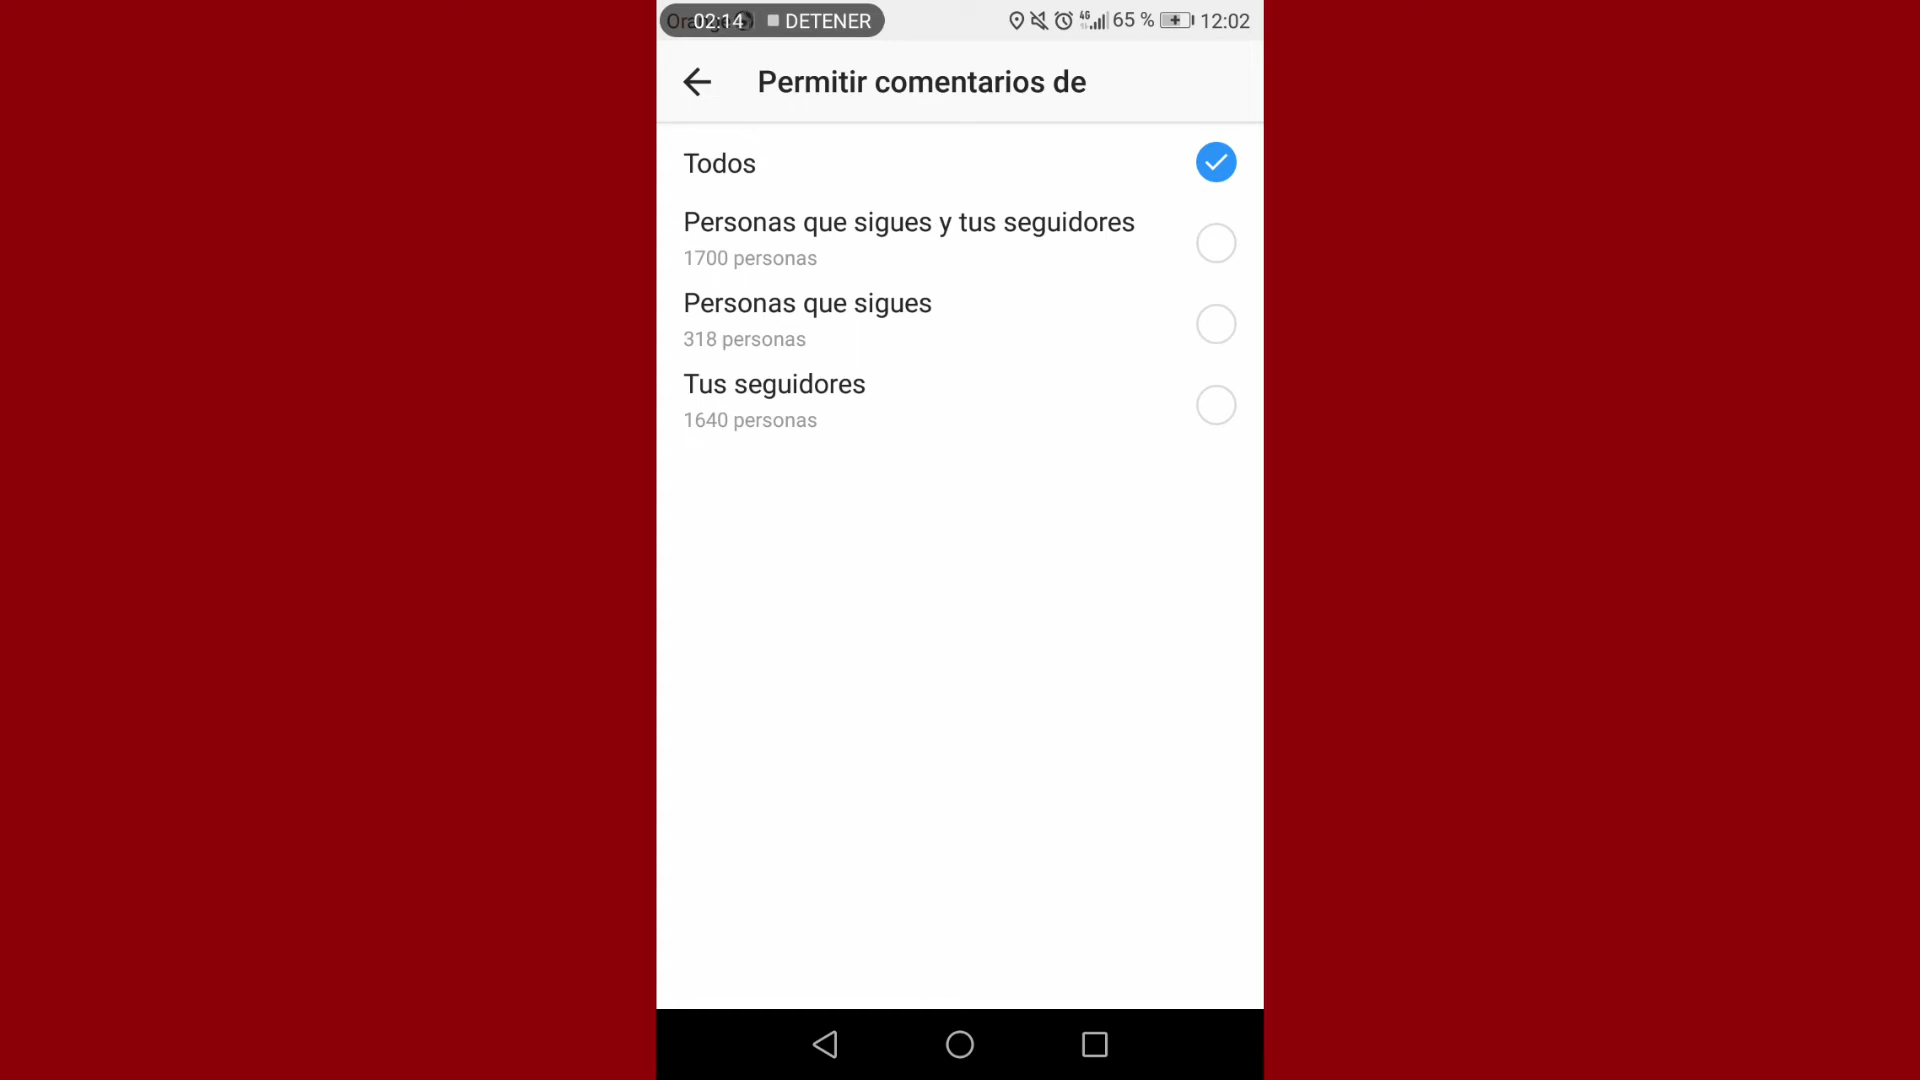 02:14 DETENER 4G 65 % 12:02
Permitir comentarios de
Todos
Personas que sigues y tus seguidores
1700 personas
Personas que sigues
318 personas
Tus seguidores
1640 personas